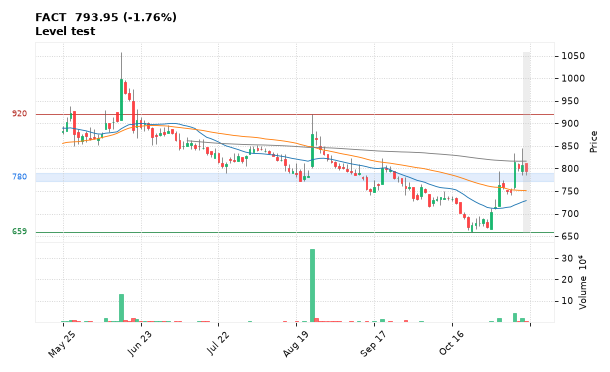 FACT 793.95 (-1.76%)
Level test
920
780
659
1050
1000
950
900
850
800
750
700
650
Price
30
20
10
Volume 10⁴
May 25
Jun 23
Jul 22
Aug 19
Sep 17
Oct 16